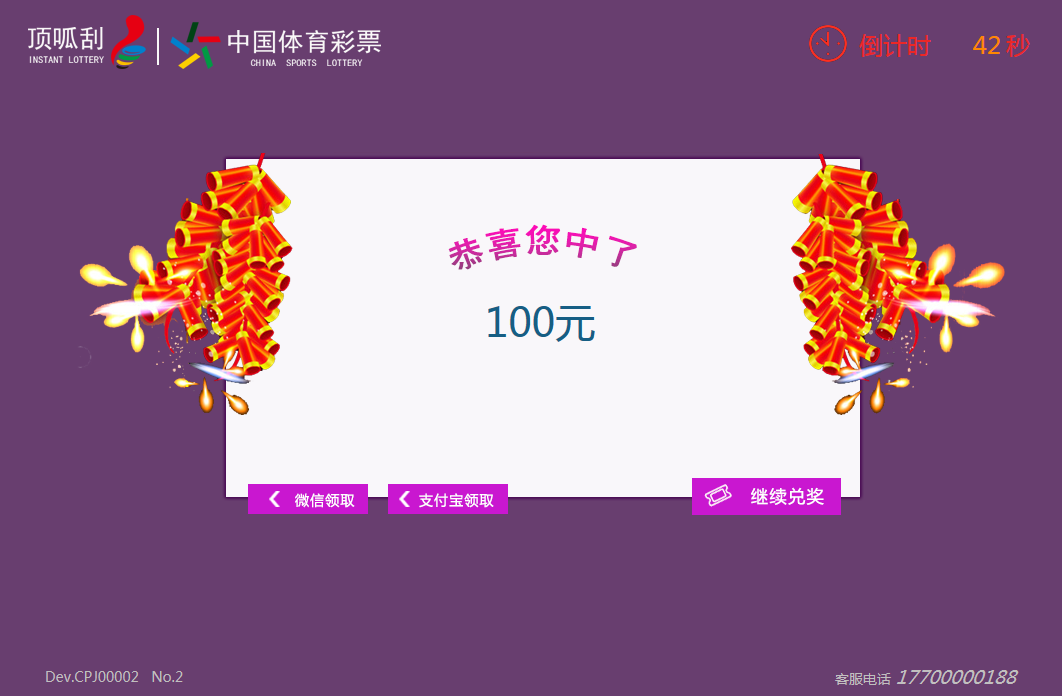 顶呱刮
INSTANT LOTTERY
中国体育彩票
CHINA SPORTS LOTTERY
倒计时 42秒
恭喜您中了
100元
微信领取
支付宝领取
继续兑奖
Dev.CPJ00002 No.2
客服电话 17700000188